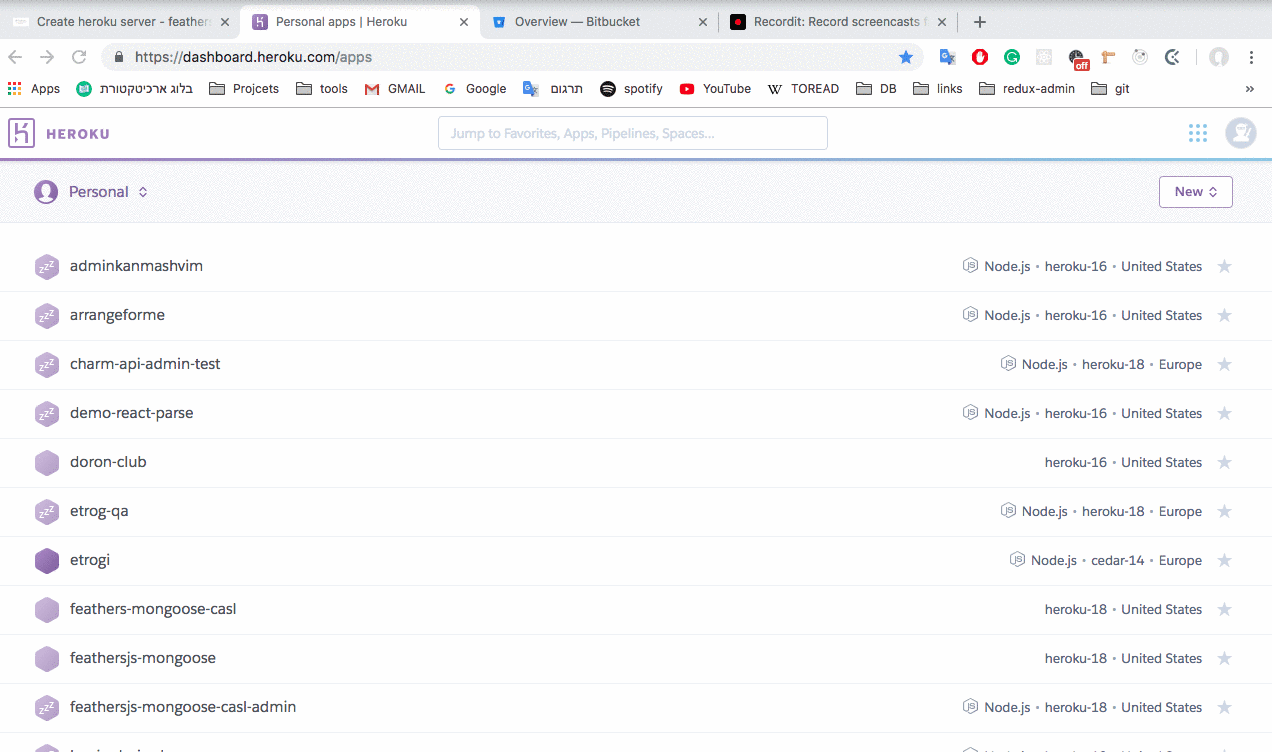 Create heroku server - feathers
Personal apps | Heroku
Overview — Bitbucket
Recordit: Record screencasts f
https://dashboard.heroku.com/apps
off
Apps
בלוג ארכיטקטורת
Projcets
tools
GMAIL
Google
תרגום
spotify
YouTube
TOREAD
DB
links
redux-admin
git
»
HEROKU
Jump to Favorites, Apps, Pipelines, Spaces...
Personal
New
adminkanmashvim
Node.js • heroku-16 • United States
arrangeforme
Node.js • heroku-16 • United States
charm-api-admin-test
Node.js • heroku-18 • Europe
demo-react-parse
Node.js • heroku-16 • United States
doron-club
heroku-16 • United States
etrog-qa
Node.js • heroku-18 • Europe
etrogi
Node.js • cedar-14 • Europe
feathers-mongoose-casl
heroku-18 • United States
feathersjs-mongoose
heroku-18 • United States
feathersjs-mongoose-casl-admin
Node.js • heroku-18 • United States